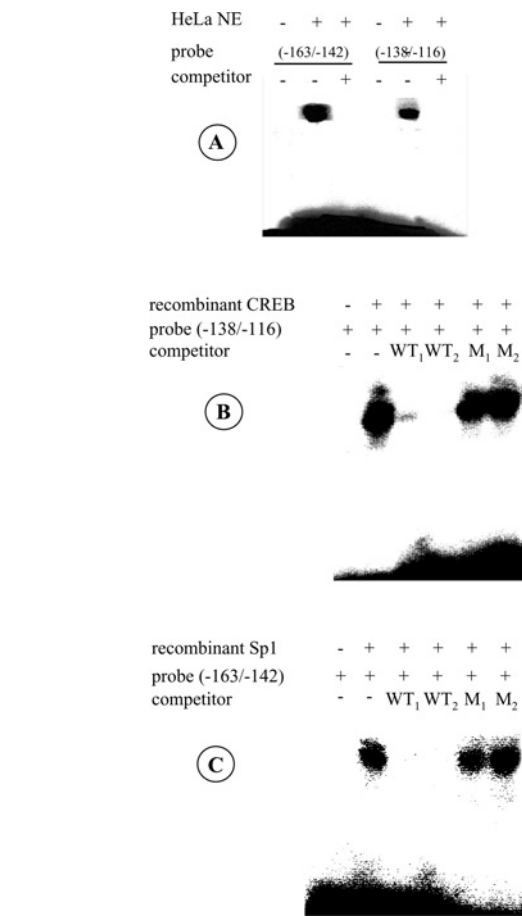 HeLa NE - + + - + +
probe (-163/-142) (-138/-116)
competitor - - + - - +
A
recombinant CREB - + + + + +
probe (-138/-116) + + + + + +
competitor - - WT₁ WT₂ M₁ M₂
B
recombinant Sp1 - + + + + +
probe (-163/-142) + + + + + +
competitor - - WT₁ WT₂ M₁ M₂
C